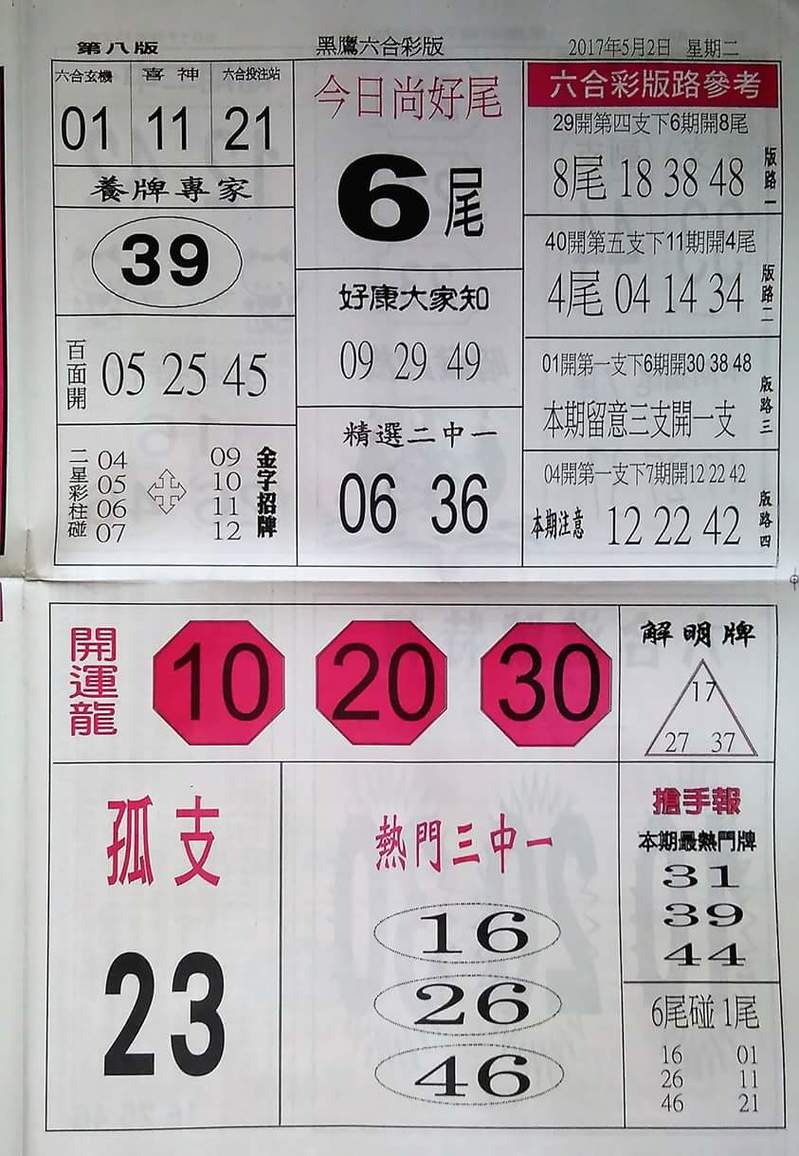 第八版
黑鷹六合彩版
2017年5月2日 星期二
六合玄機
01
喜神
11
六合投注站
21
養牌專家
39
百面開
05 25 45
二星彩柱碰
04
05
06
07
09
10
11
12
金字招牌
今日尚好尾
6尾
好康大家知
09 29 49
精選二中一
06 36
六合彩版路參考
29開第四支下6期開8尾
8尾 18 38 48
版路一
40開第五支下11期開4尾
4尾 04 14 34
版路二
01開第一支下6期開30 38 48
本期留意三支開一支
版路三
04開第一支下7期開12 22 42
本期注意 12 22 42
版路四
開運龍
10 20 30
解明牌
17
27 37
孤支
23
熱門三中一
16
26
46
搶手報
本期最熱門牌
31
39
44
6尾碰1尾
16 01
26 11
46 21